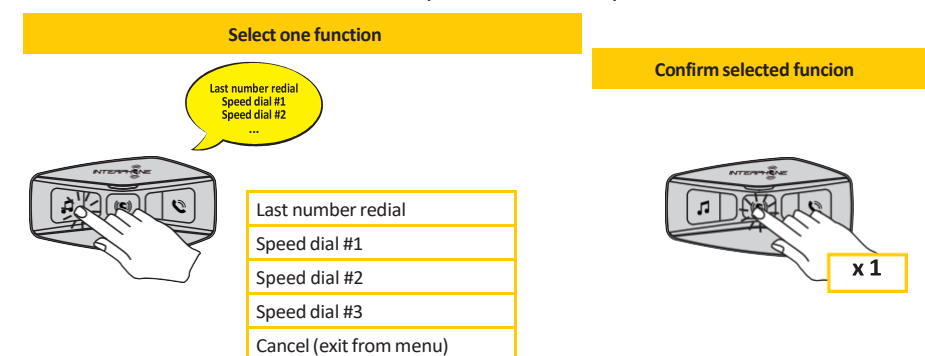 Select one function
Confirm selected funcion
Last number redial
Speed dial #1
Speed dial #2
...
INTERPHONE
INTERPHONE
Last number redial
Speed dial #1
Speed dial #2
Speed dial #3
Cancel (exit from menu)
x 1